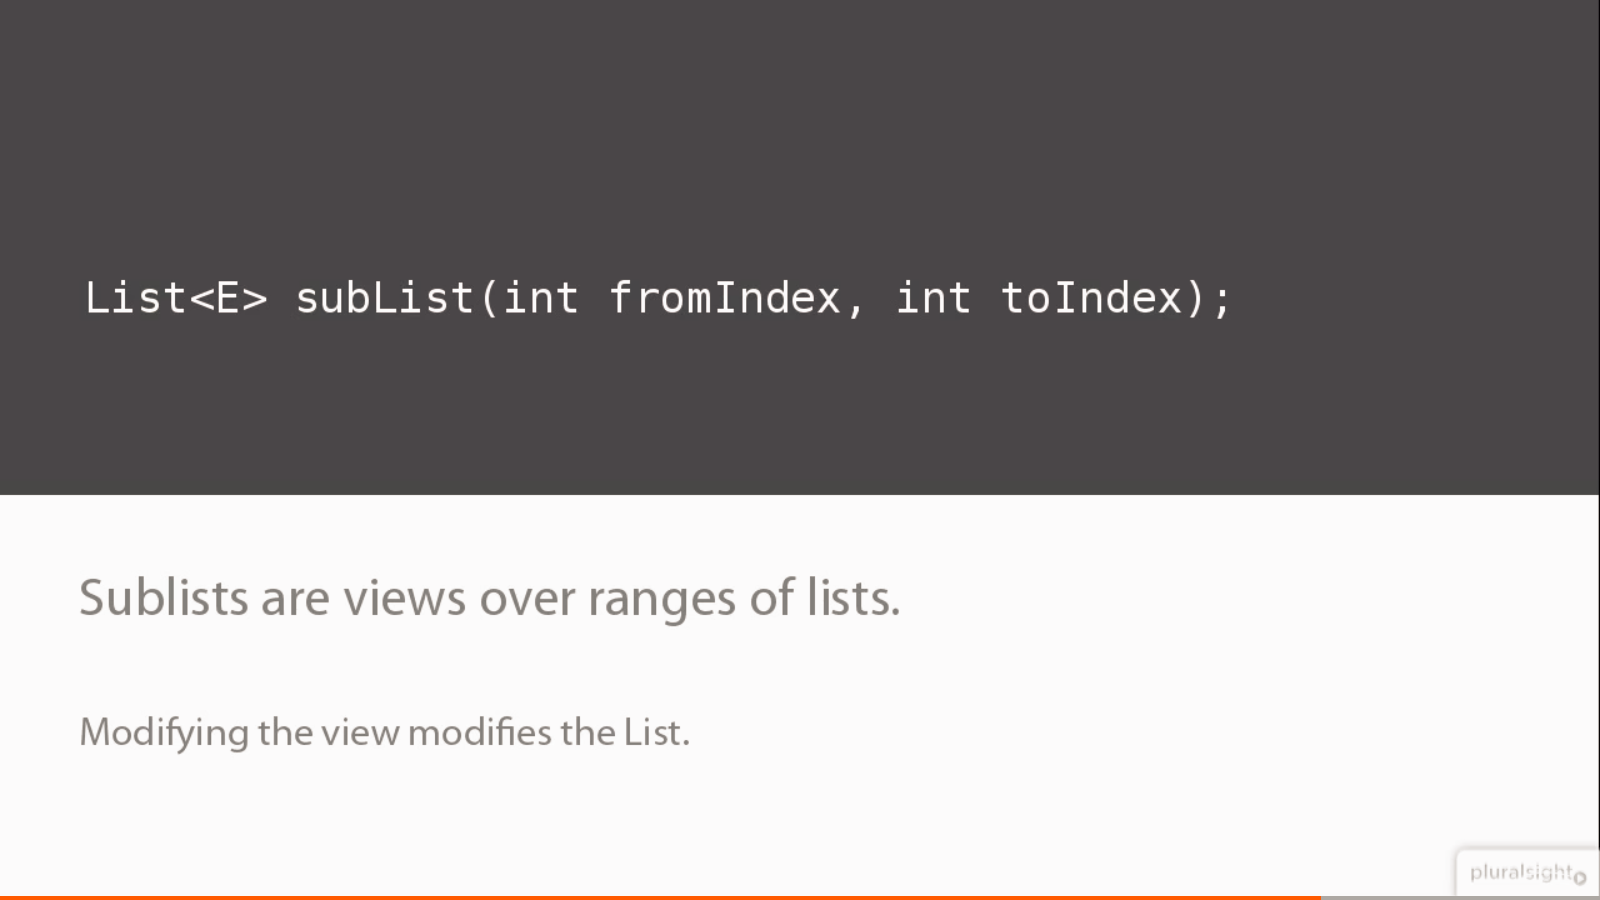 List<E> subList(int fromIndex, int toIndex);
Sublists are views over ranges of lists.
Modifying the view modifies the List.
pluralsight